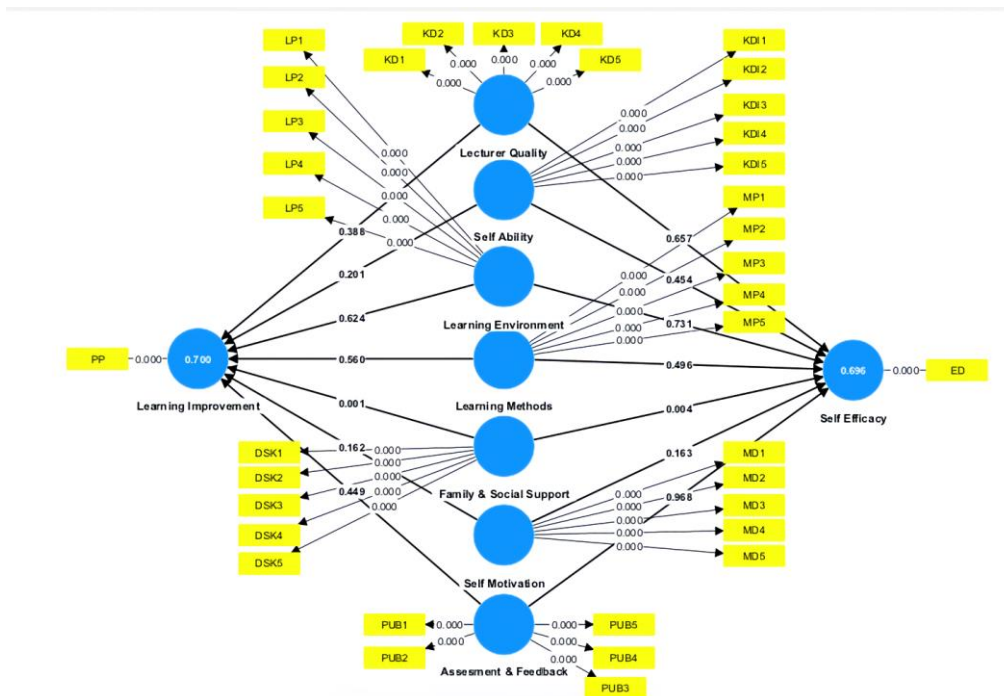 LP1
LP2
LP3
LP4
LP5
KD1
KD2
KD3
KD4
KD5
0.000
0.000
0.000
0.000
0.000
KDI1
KDI2
KDI3
KDI4
KDI5
0.000
0.000
0.000
0.000
0.000
0.000
0.000
0.000
0.000
0.000
Lecturer Quality
Self Ability
Learning Environment
Learning Methods
Family & Social Support
Self Motivation
Assesment & Feedback
MP1
MP2
MP3
MP4
MP5
0.000
0.000
0.000
0.000
0.000
0.388
0.201
0.624
0.560
0.001
0.162
0.449
0.657
0.454
0.731
0.496
0.004
0.163
0.968
PP
0.000
0.700
Learning Improvement
0.696
0.000
ED
Self Efficacy
DSK1
DSK2
DSK3
DSK4
DSK5
0.000
0.000
0.000
0.000
0.000
MD1
MD2
MD3
MD4
MD5
0.000
0.000
0.000
0.000
0.000
PUB1
PUB2
0.000
0.000
0.000
0.000
0.000
PUB5
PUB4
PUB3